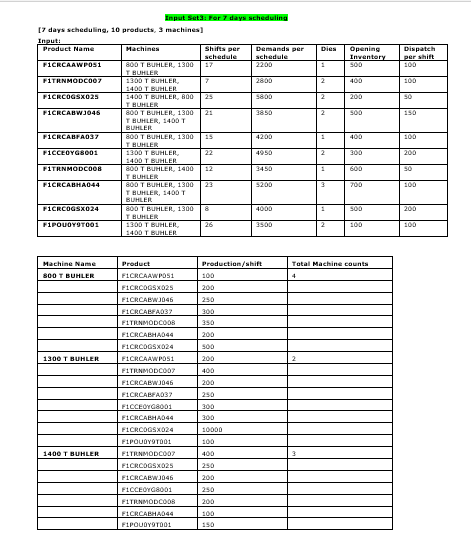 Input Set3: For 7 days scheduling
[7 days scheduling, 10 products, 3 machines]
Input:
Product Name Machines Shifts per schedule Demands per schedule Dies Opening Inventory Dispatch per shift
F1CRCAAWP051 800 T BUHLER, 1300 T BUHLER 17 2200 1 500 100
F1TRNMODC007 1300 T BUHLER, 1400 T BUHLER 7 2800 2 400 100
F1CRC0GSX025 1400 T BUHLER, 800 T BUHLER 25 5800 2 200 50
F1CRCABWJ046 800 T BUHLER, 1300 T BUHLER, 1400 T BUHLER 21 3850 2 500 150
F1CRCABFA037 800 T BUHLER, 1300 T BUHLER 15 4200 1 400 100
F1CCE0YG8001 1300 T BUHLER, 1400 T BUHLER 22 4950 2 300 200
F1TRNMODC008 800 T BUHLER, 1400 T BUHLER 12 3450 1 600 50
F1CRCABHA044 800 T BUHLER, 1300 T BUHLER, 1400 T BUHLER 23 5200 3 700 100
F1CRC0GSX024 800 T BUHLER, 1300 T BUHLER 8 4000 1 500 200
F1POU0Y9T001 1300 T BUHLER, 1400 T BUHLER 26 3500 2 100 100
Machine Name Product Production/shift Total Machine counts
800 T BUHLER F1CRCAAWP051 100 4
F1CRC0GSX025 200
F1CRCABWJ046 250
F1CRCABFA037 300
F1TRNMODC008 350
F1CRCABHA044 200
F1CRC0GSX024 500
1300 T BUHLER F1CRCAAWP051 200 2
F1TRNMODC007 400
F1CRCABWJ046 200
F1CRCABFA037 250
F1CCE0YG8001 300
F1CRCABHA044 300
F1CRC0GSX024 10000
F1POU0Y9T001 100
1400 T BUHLER F1TRNMODC007 400 3
F1CRC0GSX025 250
F1CRCABWJ046 200
F1CCE0YG8001 250
F1TRNMODC008 200
F1CRCABHA044 100
F1POU0Y9T001 150